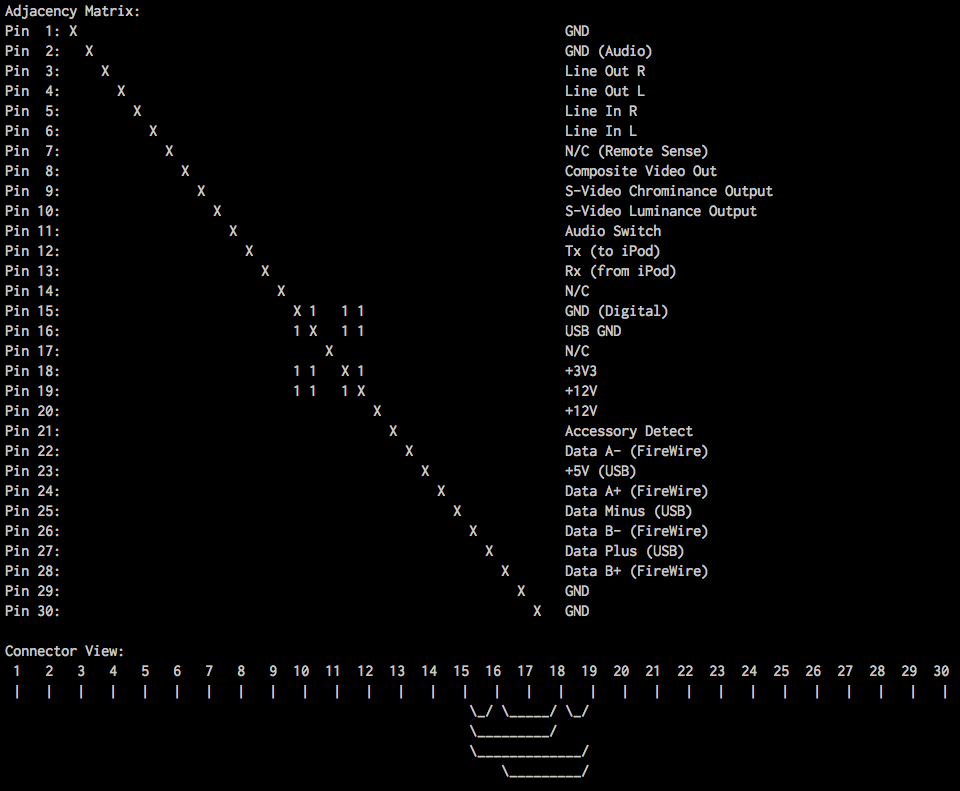 Adjacency Matrix:
Pin  1: X                                                              GND
Pin  2:   X                                                            GND (Audio)
Pin  3:     X                                                          Line Out R
Pin  4:       X                                                        Line Out L
Pin  5:         X                                                      Line In R
Pin  6:           X                                                    Line In L
Pin  7:             X                                                  N/C (Remote Sense)
Pin  8:               X                                                Composite Video Out
Pin  9:                 X                                              S-Video Chrominance Output
Pin 10:                   X                                            S-Video Luminance Output
Pin 11:                     X                                          Audio Switch
Pin 12:                       X                                        Tx (to iPod)
Pin 13:                         X                                      Rx (from iPod)
Pin 14:                           X                                    N/C
Pin 15:                             X 1   1 1                          GND (Digital)
Pin 16:                             1 X   1 1                          USB GND
Pin 17:                                 X                              N/C
Pin 18:                             1 1   X 1                          +3V3
Pin 19:                             1 1   1 X                          +12V
Pin 20:                                       X                        +12V
Pin 21:                                         X                      Accessory Detect
Pin 22:                                           X                    Data A- (FireWire)
Pin 23:                                             X                  +5V (USB)
Pin 24:                                               X                Data A+ (FireWire)
Pin 25:                                                 X              Data Minus (USB)
Pin 26:                                                   X            Data B- (FireWire)
Pin 27:                                                     X          Data Plus (USB)
Pin 28:                                                       X        Data B+ (FireWire)
Pin 29:                                                         X      GND
Pin 30:                                                           X    GND
Connector View:
 1   2   3   4   5   6   7   8   9  10  11  12  13  14  15  16  17  18  19  20  21  22  23  24  25  26  27  28  29  30
 |   |   |   |   |   |   |   |   |   |   |   |   |   |   |   |   |   |   |   |   |   |   |   |   |   |   |   |   |   |
                                                          \_/ \_____/ \_/
                                                          \_________/
                                                          \_____________/
                                                              \_________/